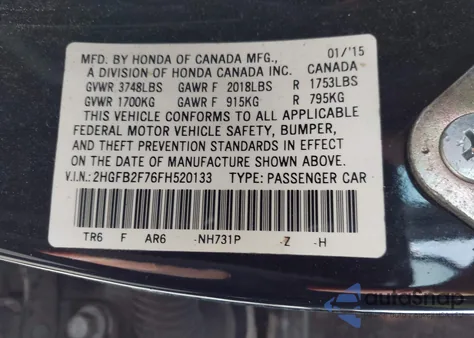 MFD. BY HONDA OF CANADA MFG., 01/'15
A DIVISION OF HONDA CANADA INC. CANADA
GVWR 3748LBS GAWR F 2018LBS R 1753LBS
GVWR 1700KG GAWR F 915KG R 795KG
THIS VEHICLE CONFORMS TO ALL APPLICABLE
FEDERAL MOTOR VEHICLE SAFETY, BUMPER,
AND THEFT PREVENTION STANDARDS IN EFFECT
ON THE DATE OF MANUFACTURE SHOWN ABOVE.
V.I.N.: 2HGFB2F76FH520133 TYPE: PASSENGER CAR
TR6 F AR6 -NH731P -Z -H
autosnap